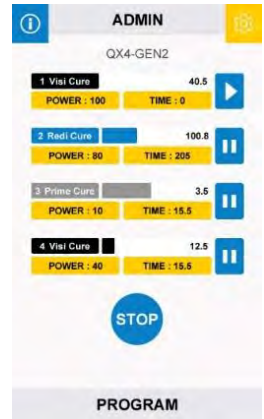 ADMIN
QX4-GEN2
1 Visi Cure 40.5
POWER : 100 TIME : 0
2 Redi Cure 100.8
POWER : 80 TIME : 205
3 Prime Cure 3.5
POWER : 10 TIME : 15.5
4 Visi Cure 12.5
POWER : 40 TIME : 15.5
STOP
PROGRAM